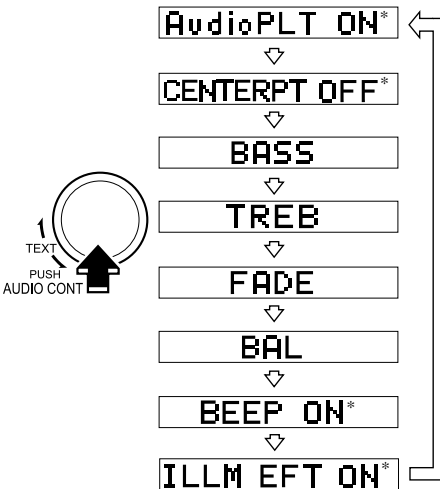 AudioPLT ON*
CENTERPT OFF*
BASS
TREB
TEXT
PUSH
AUDIO CONT
FADE
BAL
BEEP ON*
ILLM EFT ON*